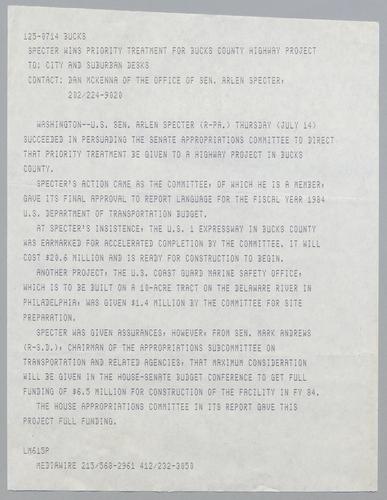 125-0714 BUCKS
SPECTER WINS PRIORITY TREATMENT FOR BUCKS COUNTY HIGHWAY PROJECT
TO: CITY AND SUBURBAN DESKS
CONTACT: DAN MCKENNA OF THE OFFICE OF SEN. ARLEN SPECTER,
202/224-9020
WASHINGTON--U.S. SEN. ARLEN SPECTER (R-PA.) THURSDAY (JULY 14)
SUCCEEDED IN PERSUADING THE SENATE APPROPRIATIONS COMMITTEE TO DIRECT
THAT PRIORITY TREATMENT BE GIVEN TO A HIGHWAY PROJECT IN BUCKS
COUNTY.
SPECTER'S ACTION CAME AS THE COMMITTEE, OF WHICH HE IS A MEMBER,
GAVE ITS FINAL APPROVAL TO REPORT LANGUAGE FOR THE FISCAL YEAR 1984
U.S. DEPARTMENT OF TRANSPORTATION BUDGET.
AT SPECTER'S INSISTENCE, THE U.S. 1 EXPRESSWAY IN BUCKS COUNTY
WAS EARMARKED FOR ACCELERATED COMPLETION BY THE COMMITTEE. IT WILL
COST $20.6 MILLION AND IS READY FOR CONSTRUCTION TO BEGIN.
ANOTHER PROJECT, THE U.S. COAST GUARD MARINE SAFETY OFFICE,
WHICH IS TO BE BUILT ON A 10-ACRE TRACT ON THE DELAWARE RIVER IN
PHILADELPHIA, WAS GIVEN $1.4 MILLION BY THE COMMITTEE FOR SITE
PREPARATION.
SPECTER WAS GIVEN ASSURANCES, HOWEVER, FROM SEN. MARK ANDREWS
(R-S.D.), CHAIRMAN OF THE APPROPRIATIONS SUBCOMMITTEE ON
TRANSPORTATION AND RELATED AGENCIES, THAT MAXIMUM CONSIDERATION
WILL BE GIVEN IN THE HOUSE-SENATE BUDGET CONFERENCE TO GET FULL
FUNDING OF $6.5 MILLION FOR CONSTRUCTION OF THE FACILITY IN FY 84.
THE HOUSE APPROPRIATIONS COMMITTEE IN ITS REPORT GAVE THIS
PROJECT FULL FUNDING.
LM615P
MEDIAWIRE 215/568-2961 412/232-3050